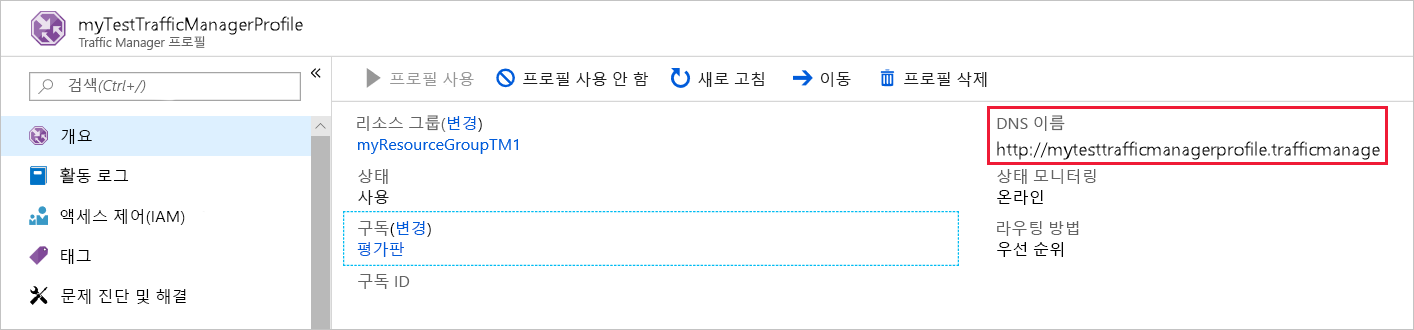 myTestTrafficManagerProfile
Traffic Manager 프로필
검색(Ctrl+/)
«
개요
활동 로그
액세스 제어(IAM)
태그
문제 진단 및 해결
프로필 사용
프로필 사용 안 함
새로 고침
이동
프로필 삭제
리소스 그룹(변경)
myResourceGroupTM1
상태
사용
구독(변경)
평가판
구독 ID
DNS 이름
http://mytesttrafficmanagerprofile.trafficmanage
상태 모니터링
온라인
라우팅 방법
우선 순위